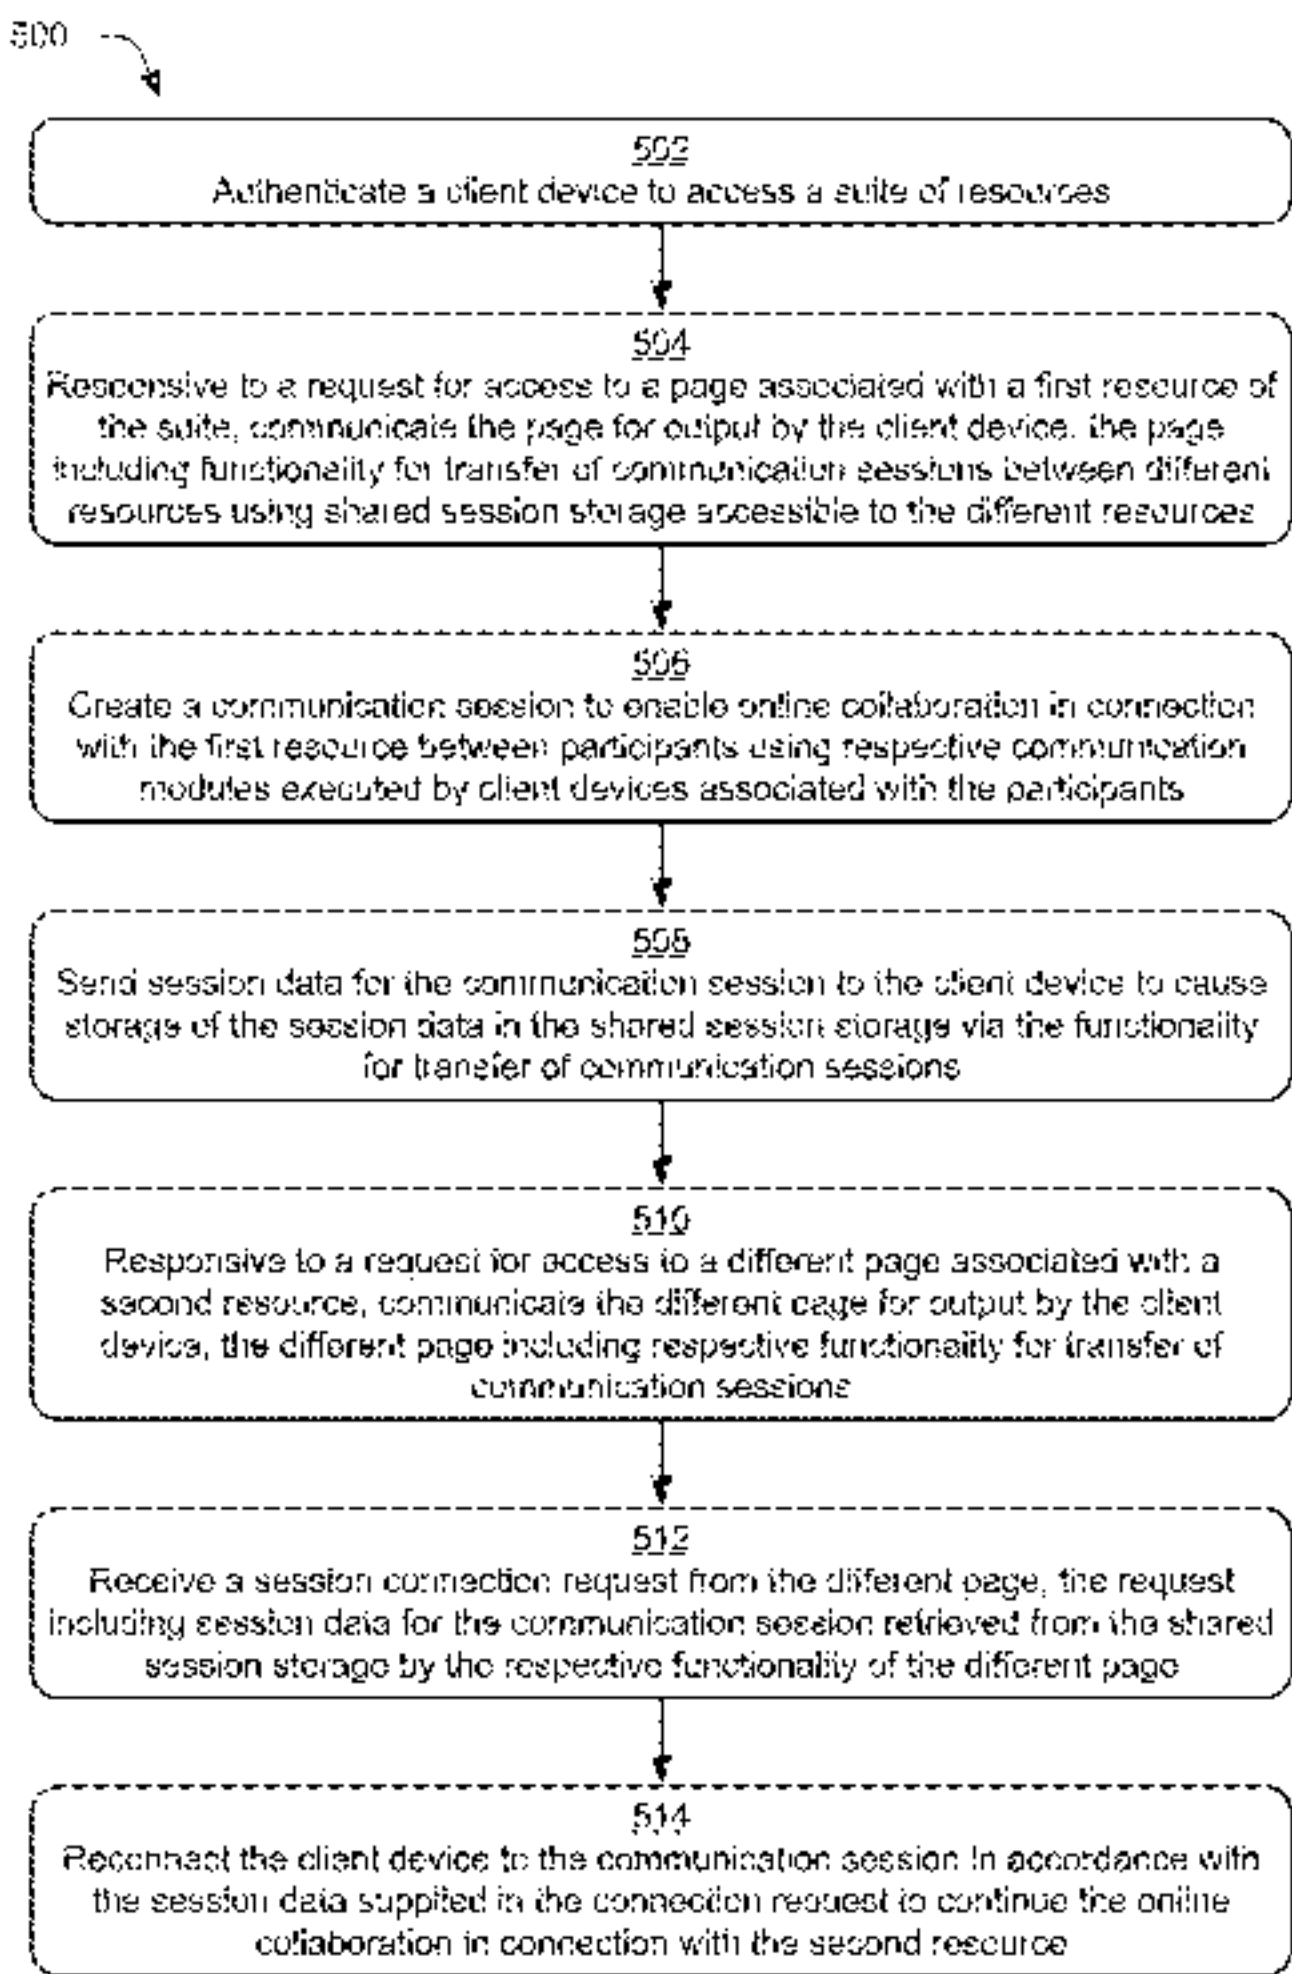 500
502
Authenticate a client device to access a suite of resources
504
Responsive to a request for access to a page associated with a first resource of
the suite, communicate the page for output by the client device, the page
including functionality for transfer of communication sessions between different
resources using shared session storage accessible to the different resources
506
Create a communication session to enable online collaboration in connection
with the first resource between participants using respective communication
modules executed by client devices associated with the participants
508
Send session data for the communication session to the client device to cause
storage of the session data in the shared session storage via the functionality
for transfer of communication sessions
510
Responsive to a request for access to a different page associated with a
second resource, communicate the different page for output by the client
device, the different page including respective functionality for transfer of
communication sessions
512
Receive a session connection request from the different page, the request
including session data for the communication session retrieved from the shared
session storage by the respective functionality of the different page
514
Reconnect the client device to the communication session in accordance with
the session data supplied in the connection request to continue the online
collaboration in connection with the second resource